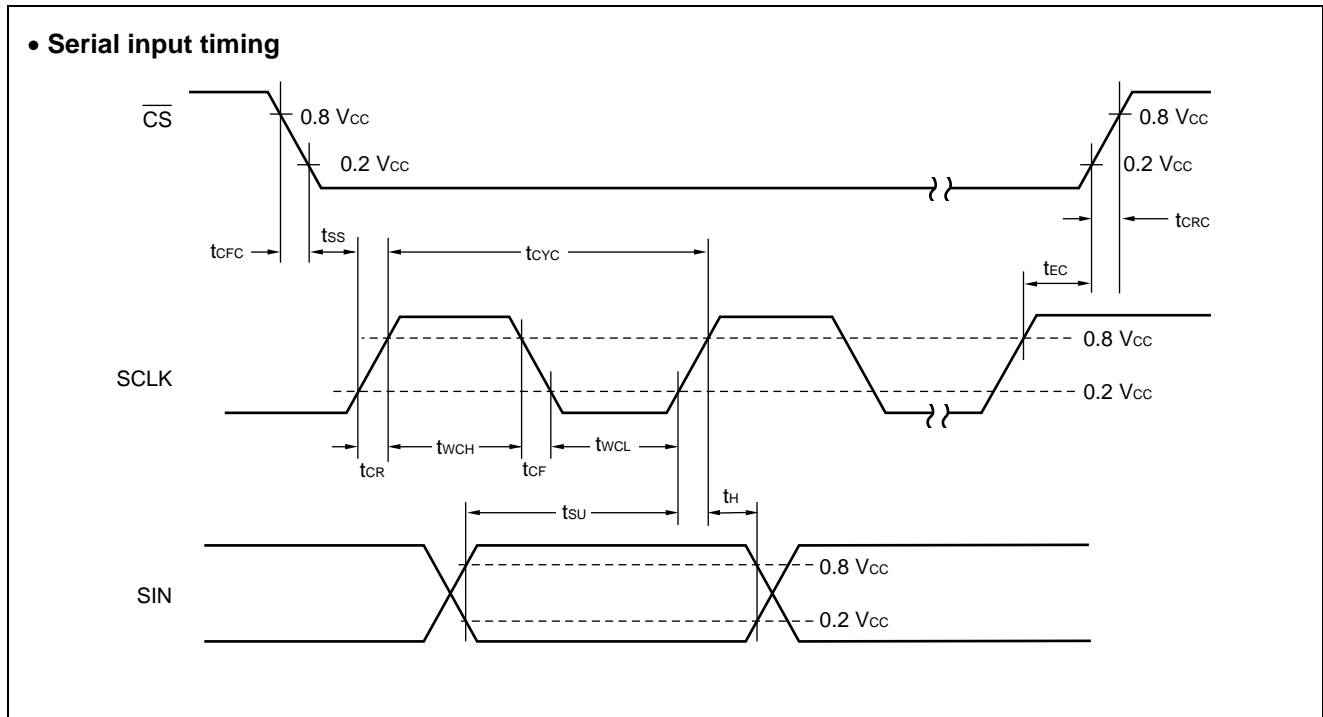 • Serial input timing
CS
0.8 VCC
0.2 VCC
0.8 VCC
0.2 VCC
tCFC
tSS
tCYC
tEC
tCRC
SCLK
0.8 VCC
0.2 VCC
tCR
tWCH
tCF
tWCL
tSU
tH
SIN
0.8 VCC
0.2 VCC